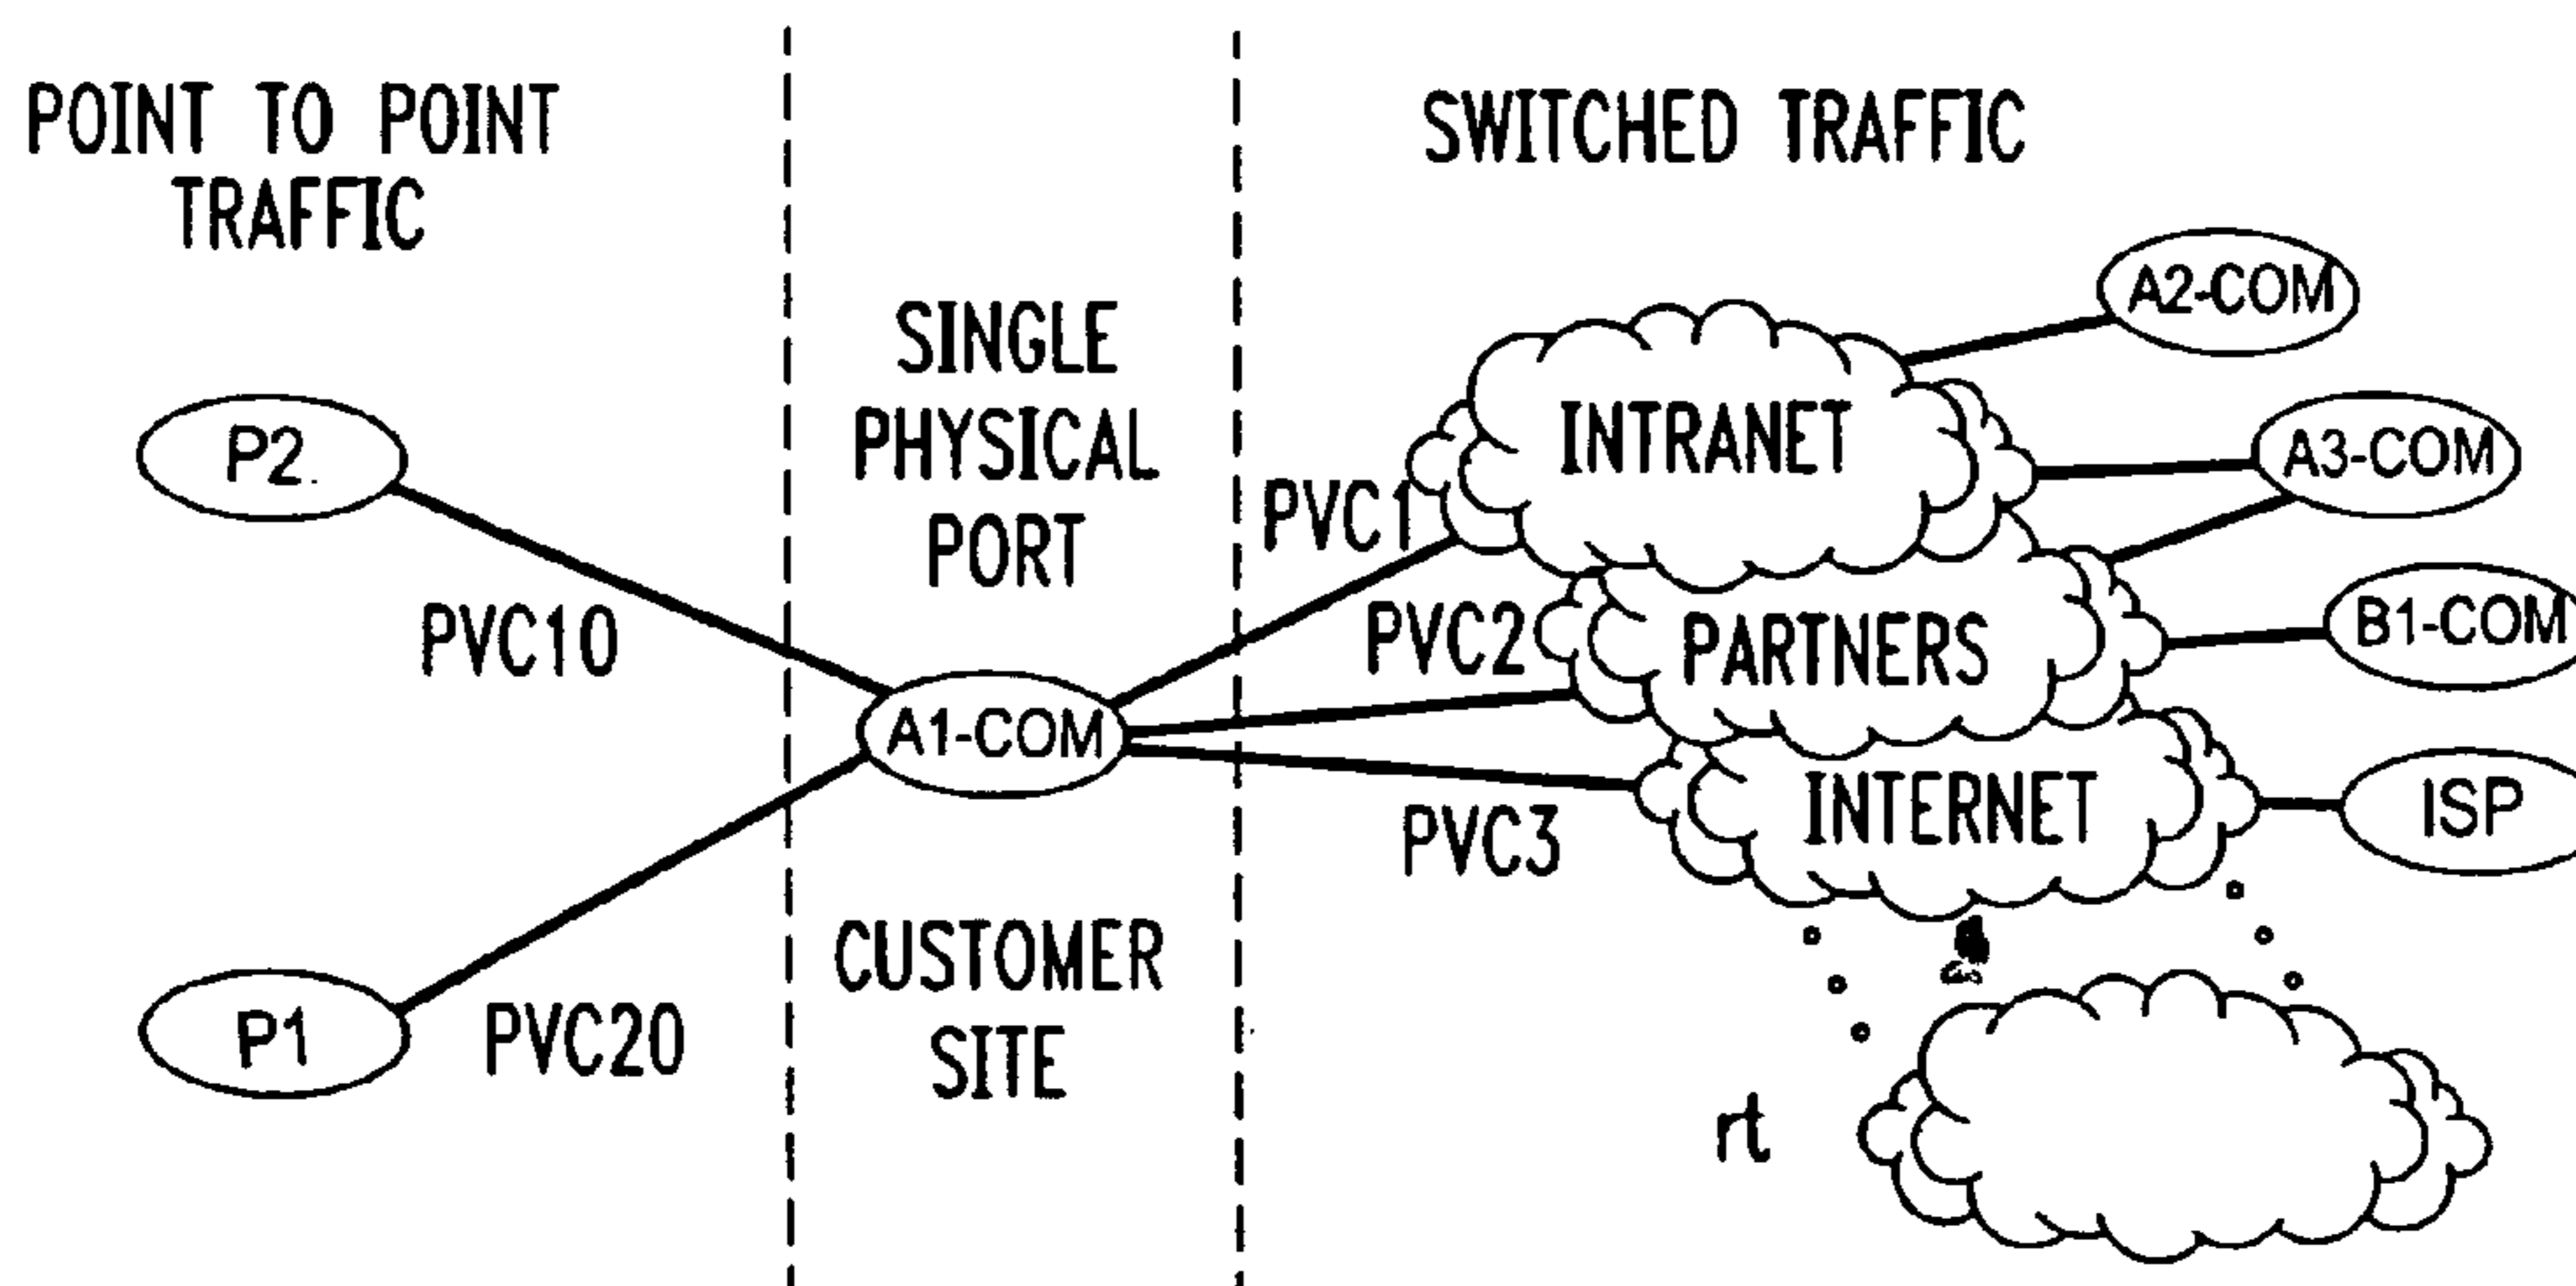 POINT TO POINT
TRAFFIC
SINGLE
PHYSICAL
PORT
CUSTOMER
SITE
SWITCHED TRAFFIC
P2.
PVC10
P1
PVC20
A1-COM
PVC1
PVC2
PVC3
INTRANET
PARTNERS
INTERNET
A2-COM
A3-COM
B1-COM
ISP
rt